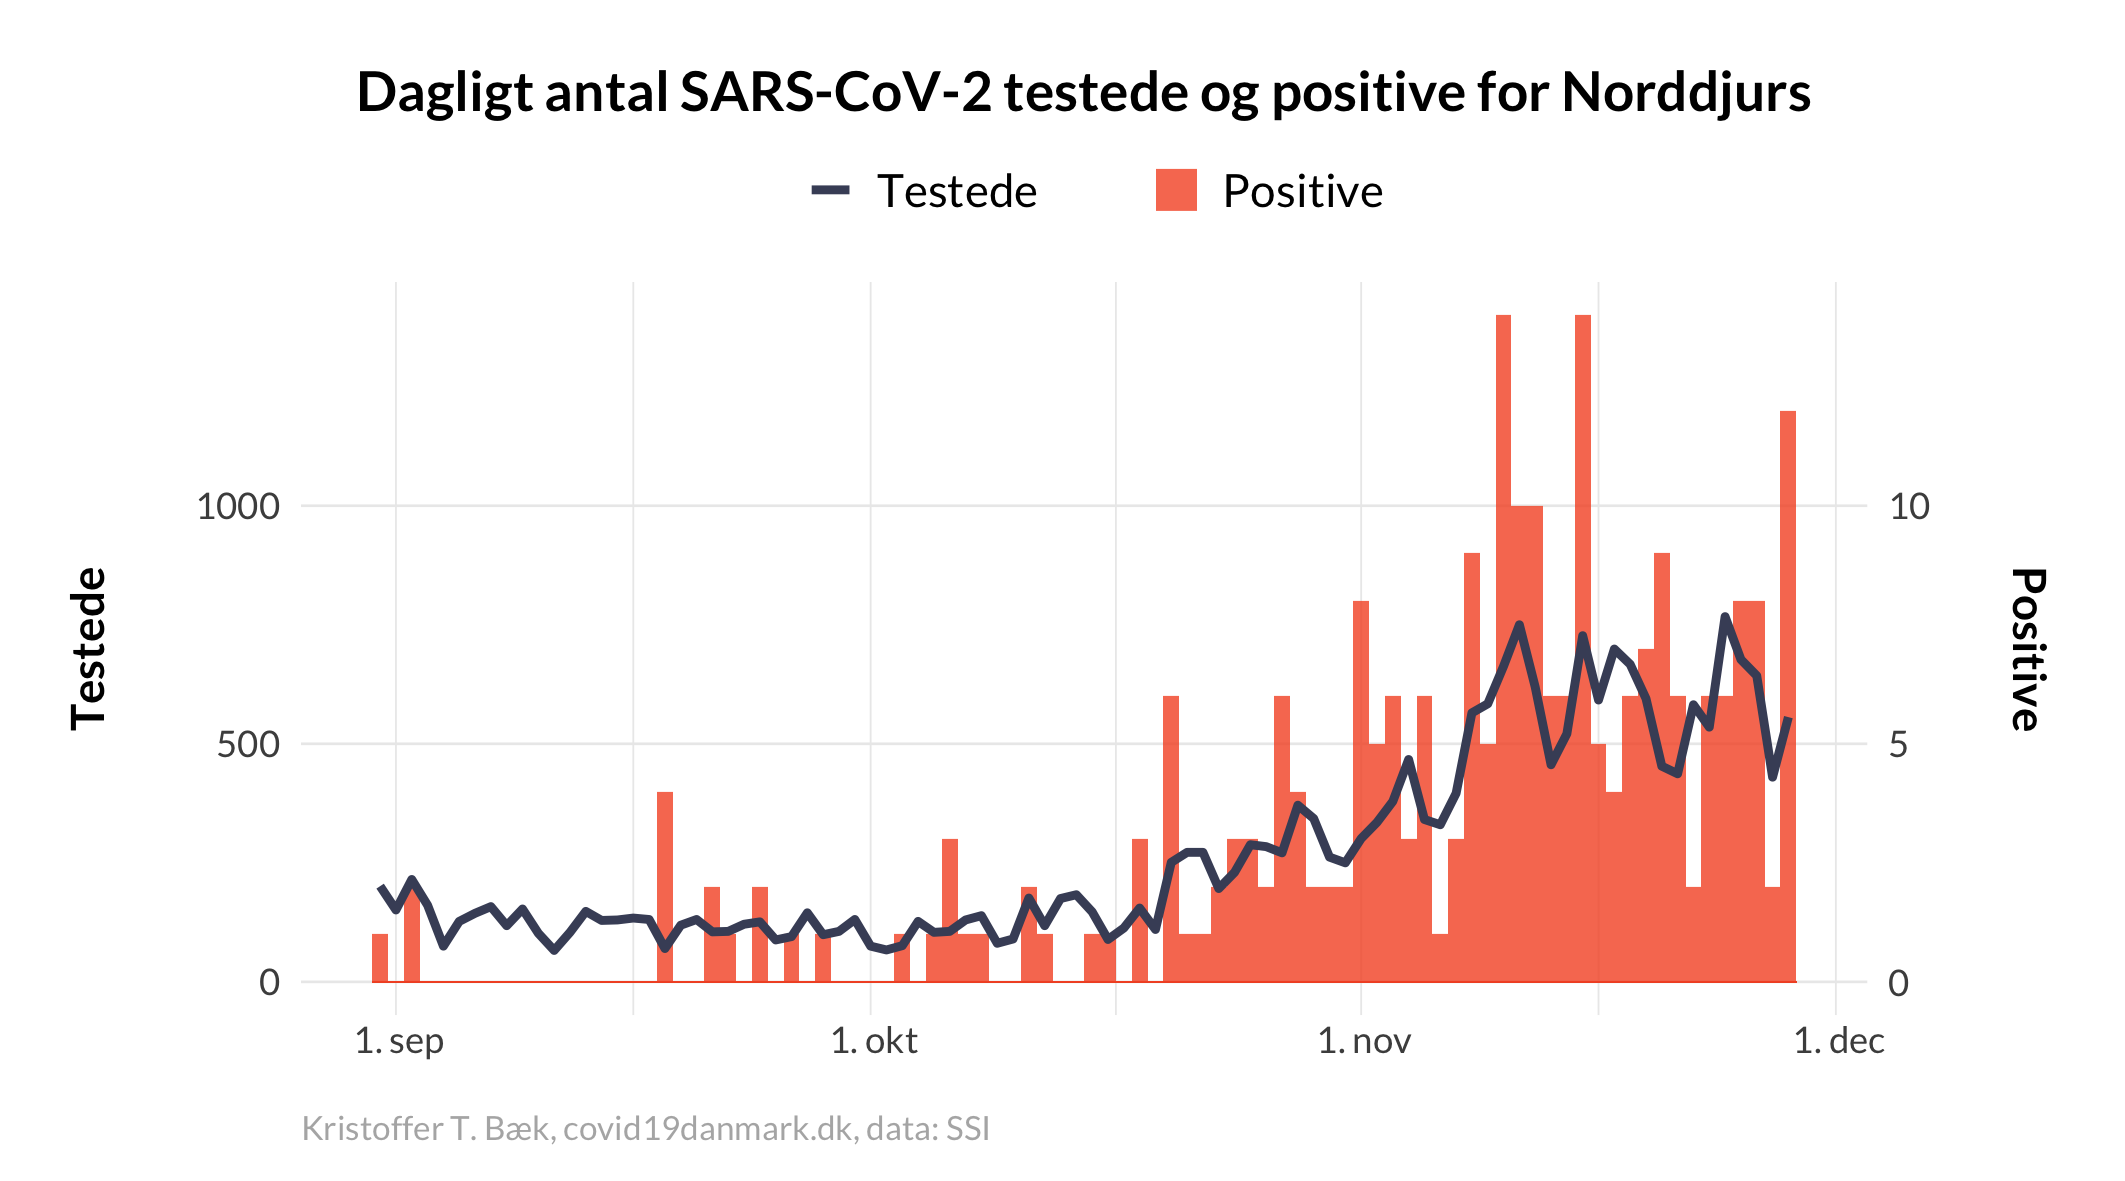 Dagligt antal SARS-CoV-2 testede og positive for Norddjurs
Testede
Positive
1000
500
0
10
5
0
Testede
Positive
1. sep
1. okt
1. nov
1. dec
Kristoffer T. Bæk, covid19danmark.dk, data: SSI